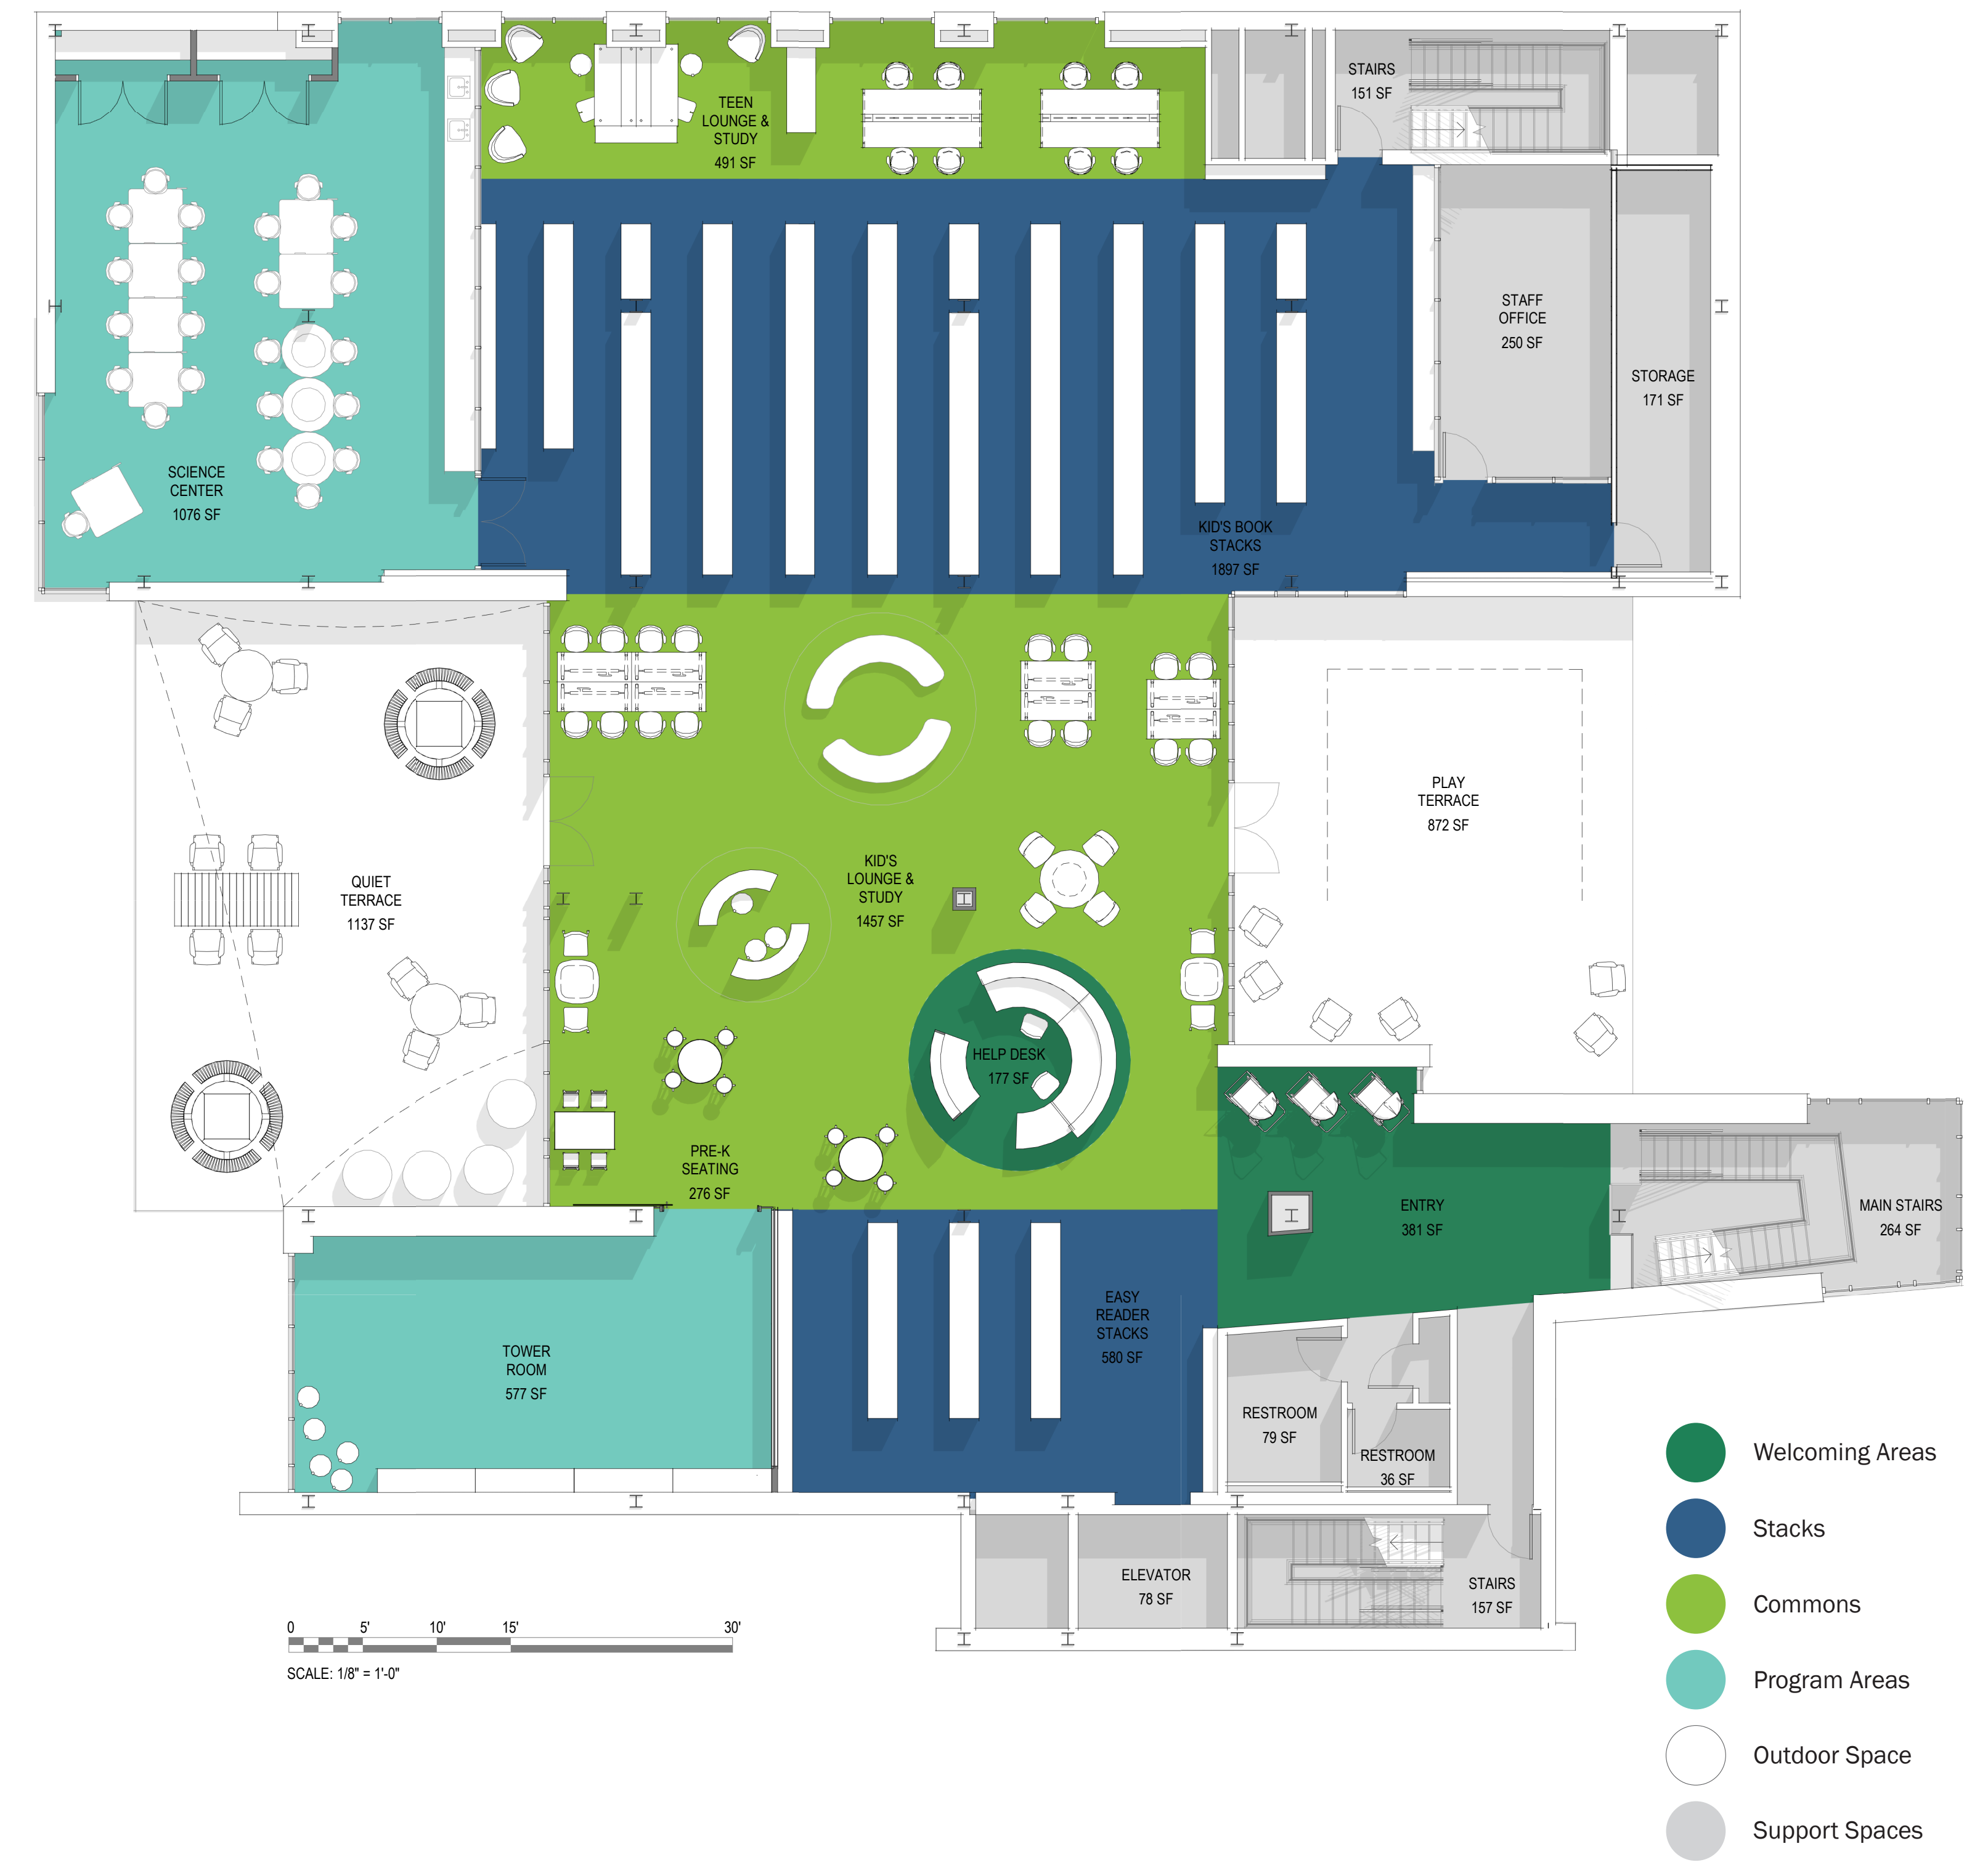 STAIRS
151 SF
TEEN
LOUNGE &
STUDY
491 SF
STAFF
OFFICE
250 SF
STORAGE
171 SF
SCIENCE
CENTER
1076 SF
KID'S BOOK
STACKS
1897 SF
PLAY
TERRACE
872 SF
QUIET
TERRACE
1137 SF
KID'S
LOUNGE &
STUDY
1457 SF
HELP DESK
177 SF
PRE-K
SEATING
276 SF
ENTRY
381 SF
MAIN STAIRS
264 SF
EASY
READER
STACKS
580 SF
TOWER
ROOM
577 SF
RESTROOM
79 SF
RESTROOM
36 SF
ELEVATOR
78 SF
STAIRS
157 SF
0 5' 10' 15' 30'
SCALE: 1/8" = 1'-0"
Welcoming Areas
Stacks
Commons
Program Areas
Outdoor Space
Support Spaces